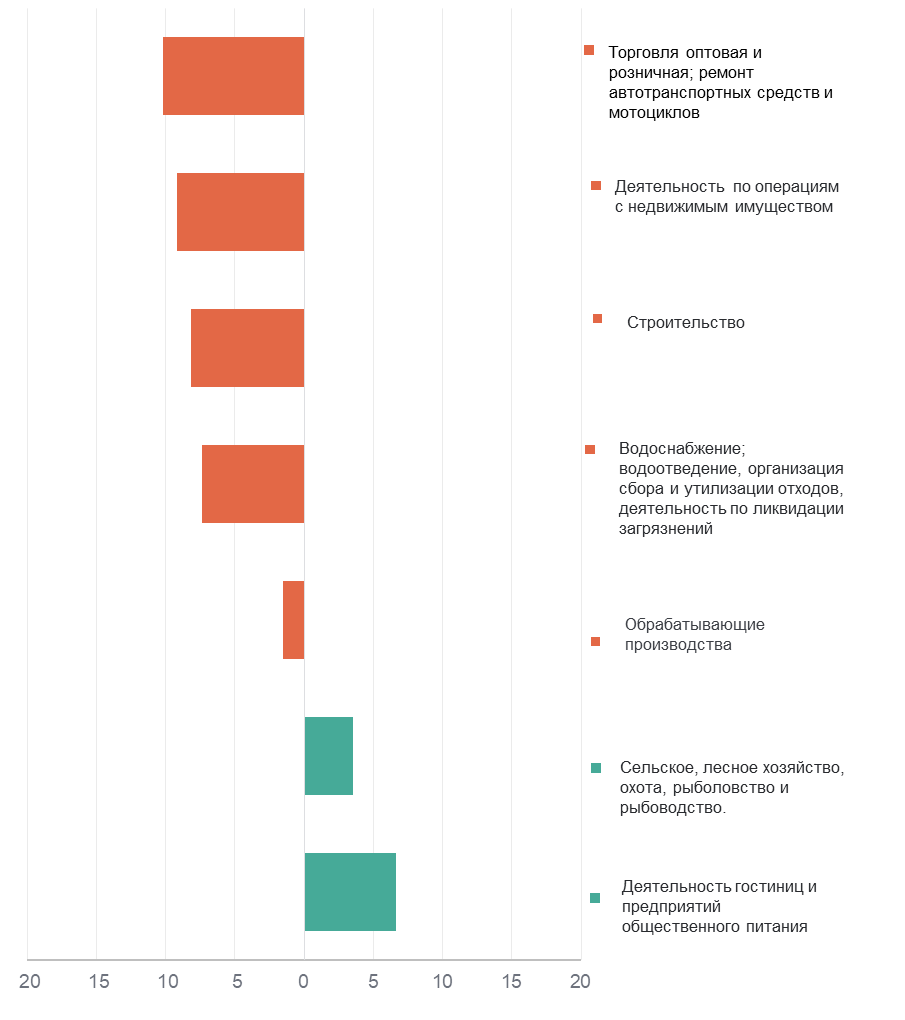 Торговля оптовая и
розничная; ремонт
автотранспортных средств и
мотоциклов
Деятельность по операциям
с недвижимым имуществом
Строительство
Водоснабжение;
водоотведение, организация
сбора и утилизации отходов,
деятельность по ликвидации
загрязнений
Обрабатывающие
производства
Сельское, лесное хозяйство,
охота, рыболовство и
рыбоводство.
Деятельность гостиниц и
предприятий
общественного питания
20 15 10 5 0 5 10 15 20